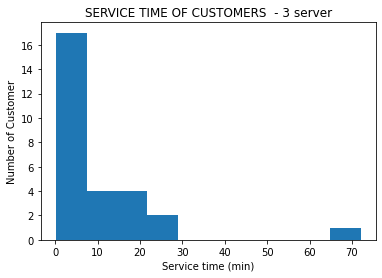 SERVICE TIME OF CUSTOMERS  - 3 server
Number of Customer
16
14
12
10
8
6
4
2
0
0 10 20 30 40 50 60 70
Service time (min)